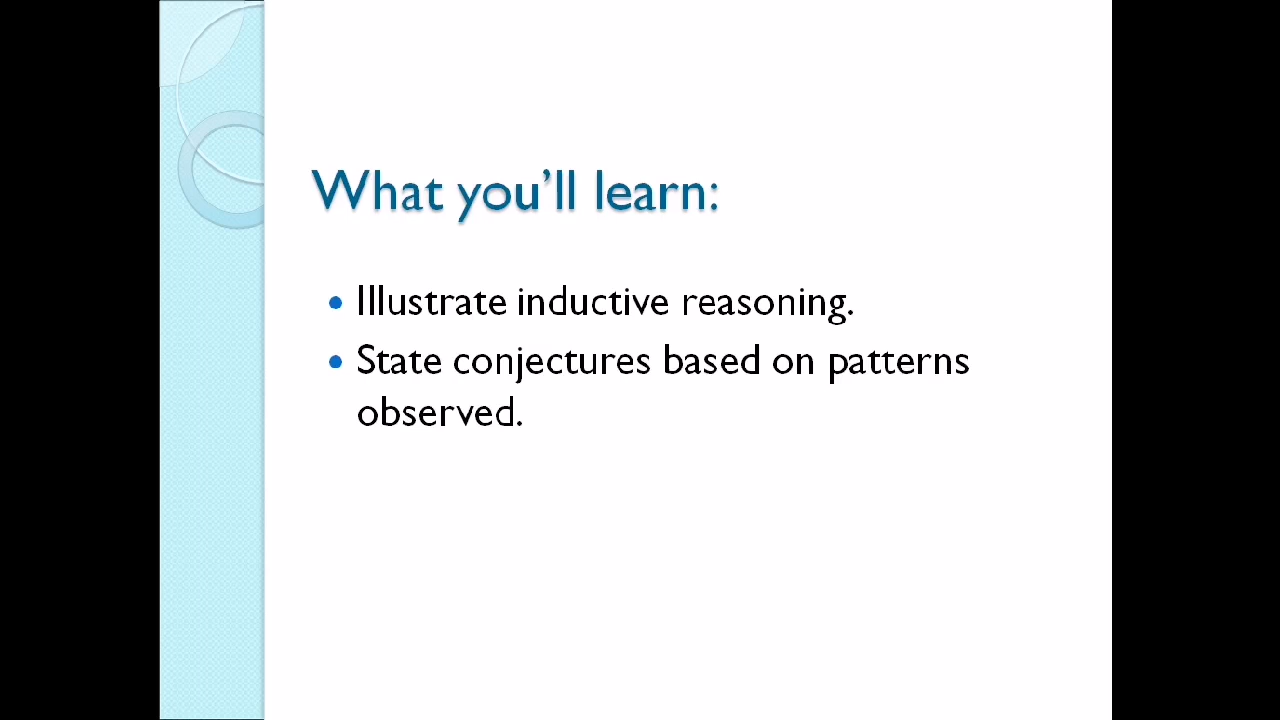 What you’ll learn:
• Illustrate inductive reasoning.
• State conjectures based on patterns
observed.